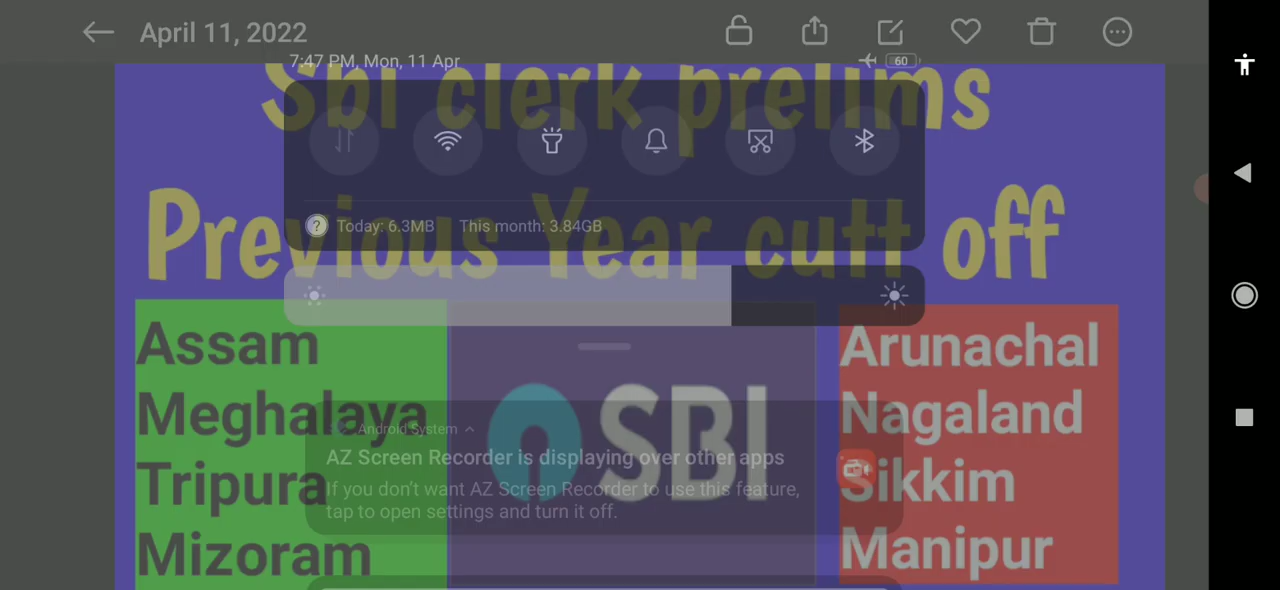 April 11, 2022
7:47 PM, Mon, 11 Apr
60
Sbi clerk prelims
Previous Year cutt off
? Today: 6.3MB This month: 3.84GB
Assam
Meghalaya
Tripura
Mizoram
SBI
Arunachal
Nagaland
Sikkim
Manipur
Android System
AZ Screen Recorder is displaying over other apps
If you don't want AZ Screen Recorder to use this feature,
tap to open settings and turn it off.